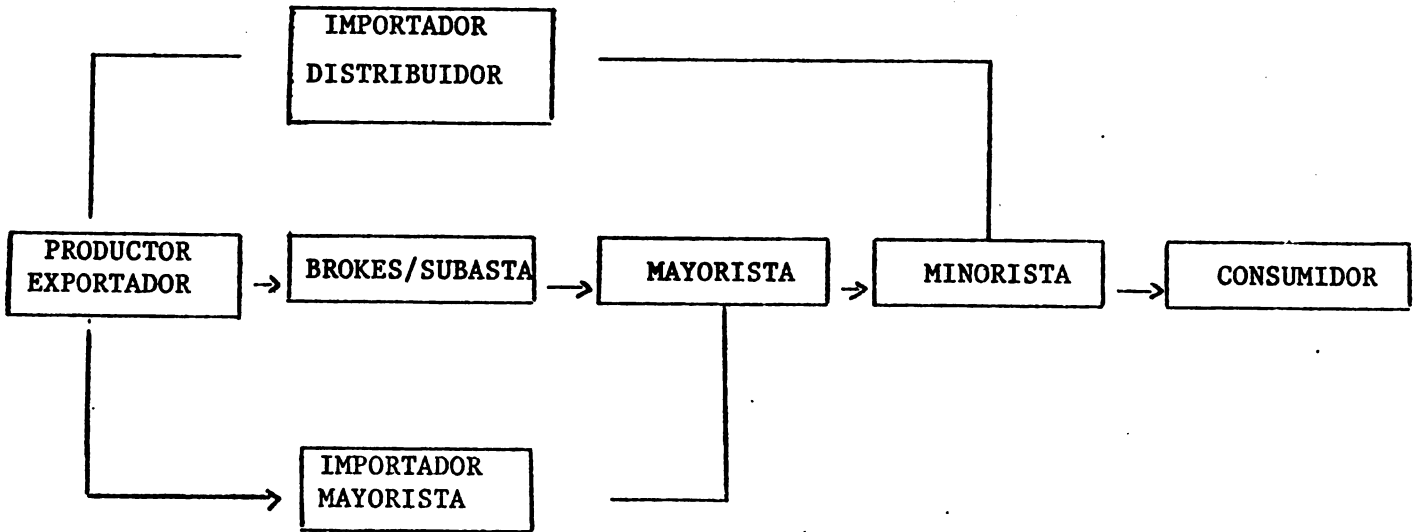 IMPORTADOR
DISTRIBUIDOR
PRODUCTOR
EXPORTADOR
BROKES/SUBASTA
MAYORISTA
MINORISTA
CONSUMIDOR
IMPORTADOR
MAYORISTA